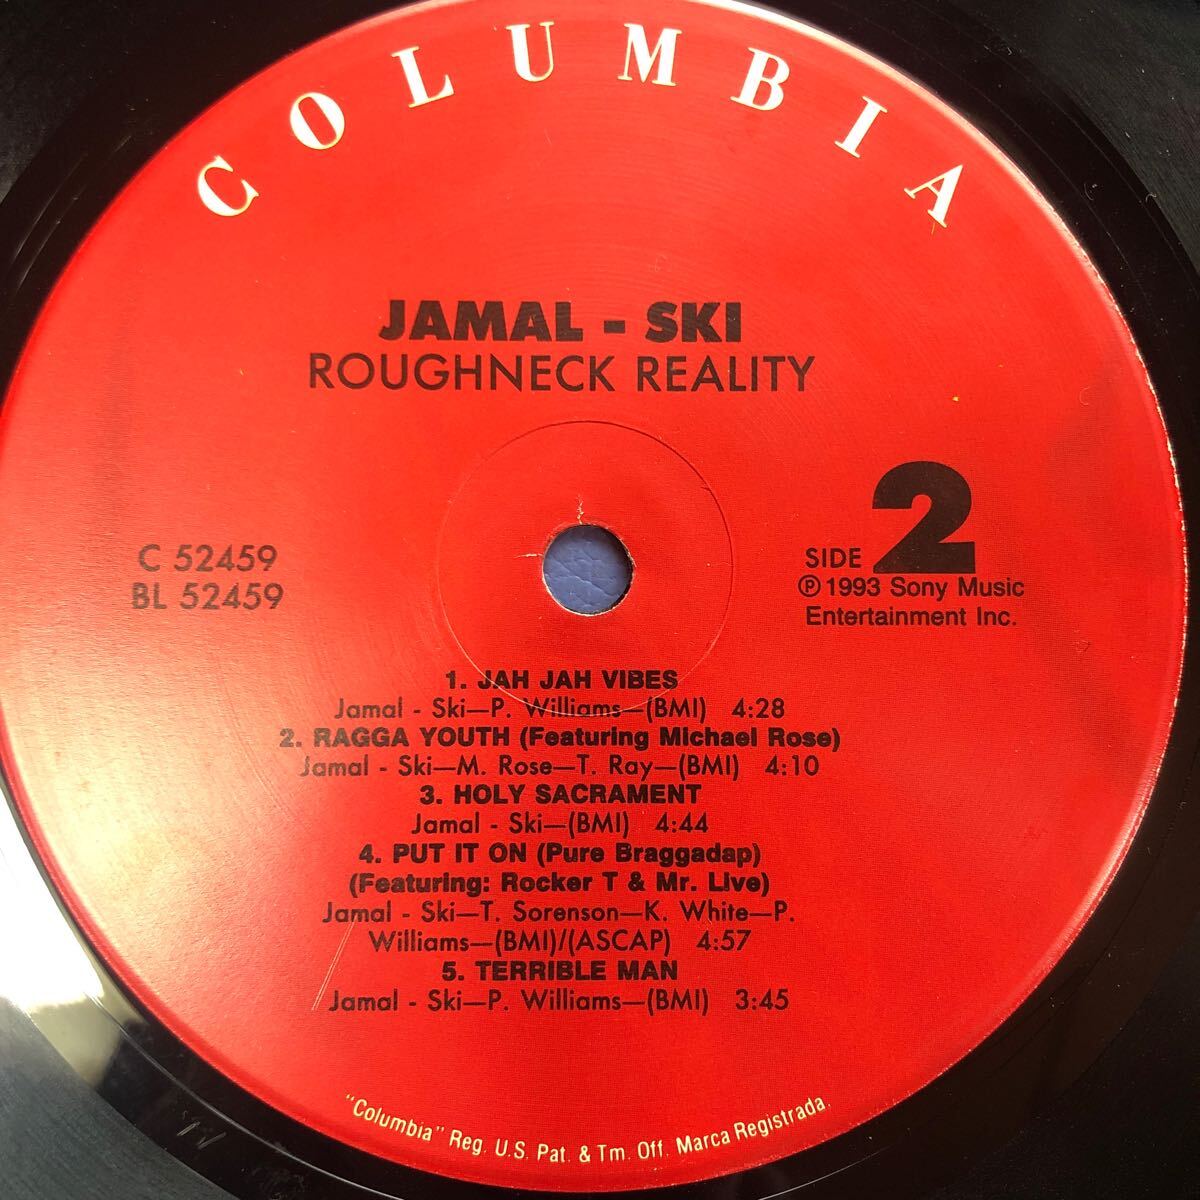 COLUMBIA
JAMAL - SKI
ROUGHNECK REALITY
C 52459
BL 52459
SIDE 2
℗ 1993 Sony Music
Entertainment Inc.
1. JAH JAH VIBES
Jamal - Ski—P. Williams—(BMI) 4:28
2. RAGGA YOUTH (Featuring Michael Rose)
Jamal - Ski—M. Rose—T. Ray—(BMI) 4:10
3. HOLY SACRAMENT
Jamal - Ski—(BMI) 4:44
4. PUT IT ON (Pure Braggadap)
(Featuring: Rocker T & Mr. Live)
Jamal - Ski—T. Sorenson—K. White—P.
Williams—(BMI)/(ASCAP) 4:57
5. TERRIBLE MAN
Jamal - Ski—P. Williams—(BMI) 3:45
"Columbia" Reg. U.S. Pat. & Tm. Off. Marca Registrada.